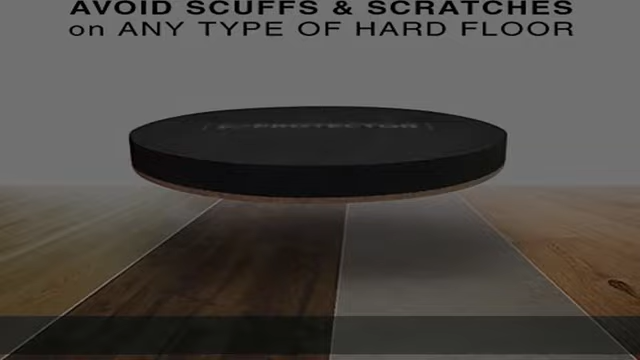 AVOID SCUFFS & SCRATCHES
on ANY TYPE OF HARD FLOOR
PROTECTOR